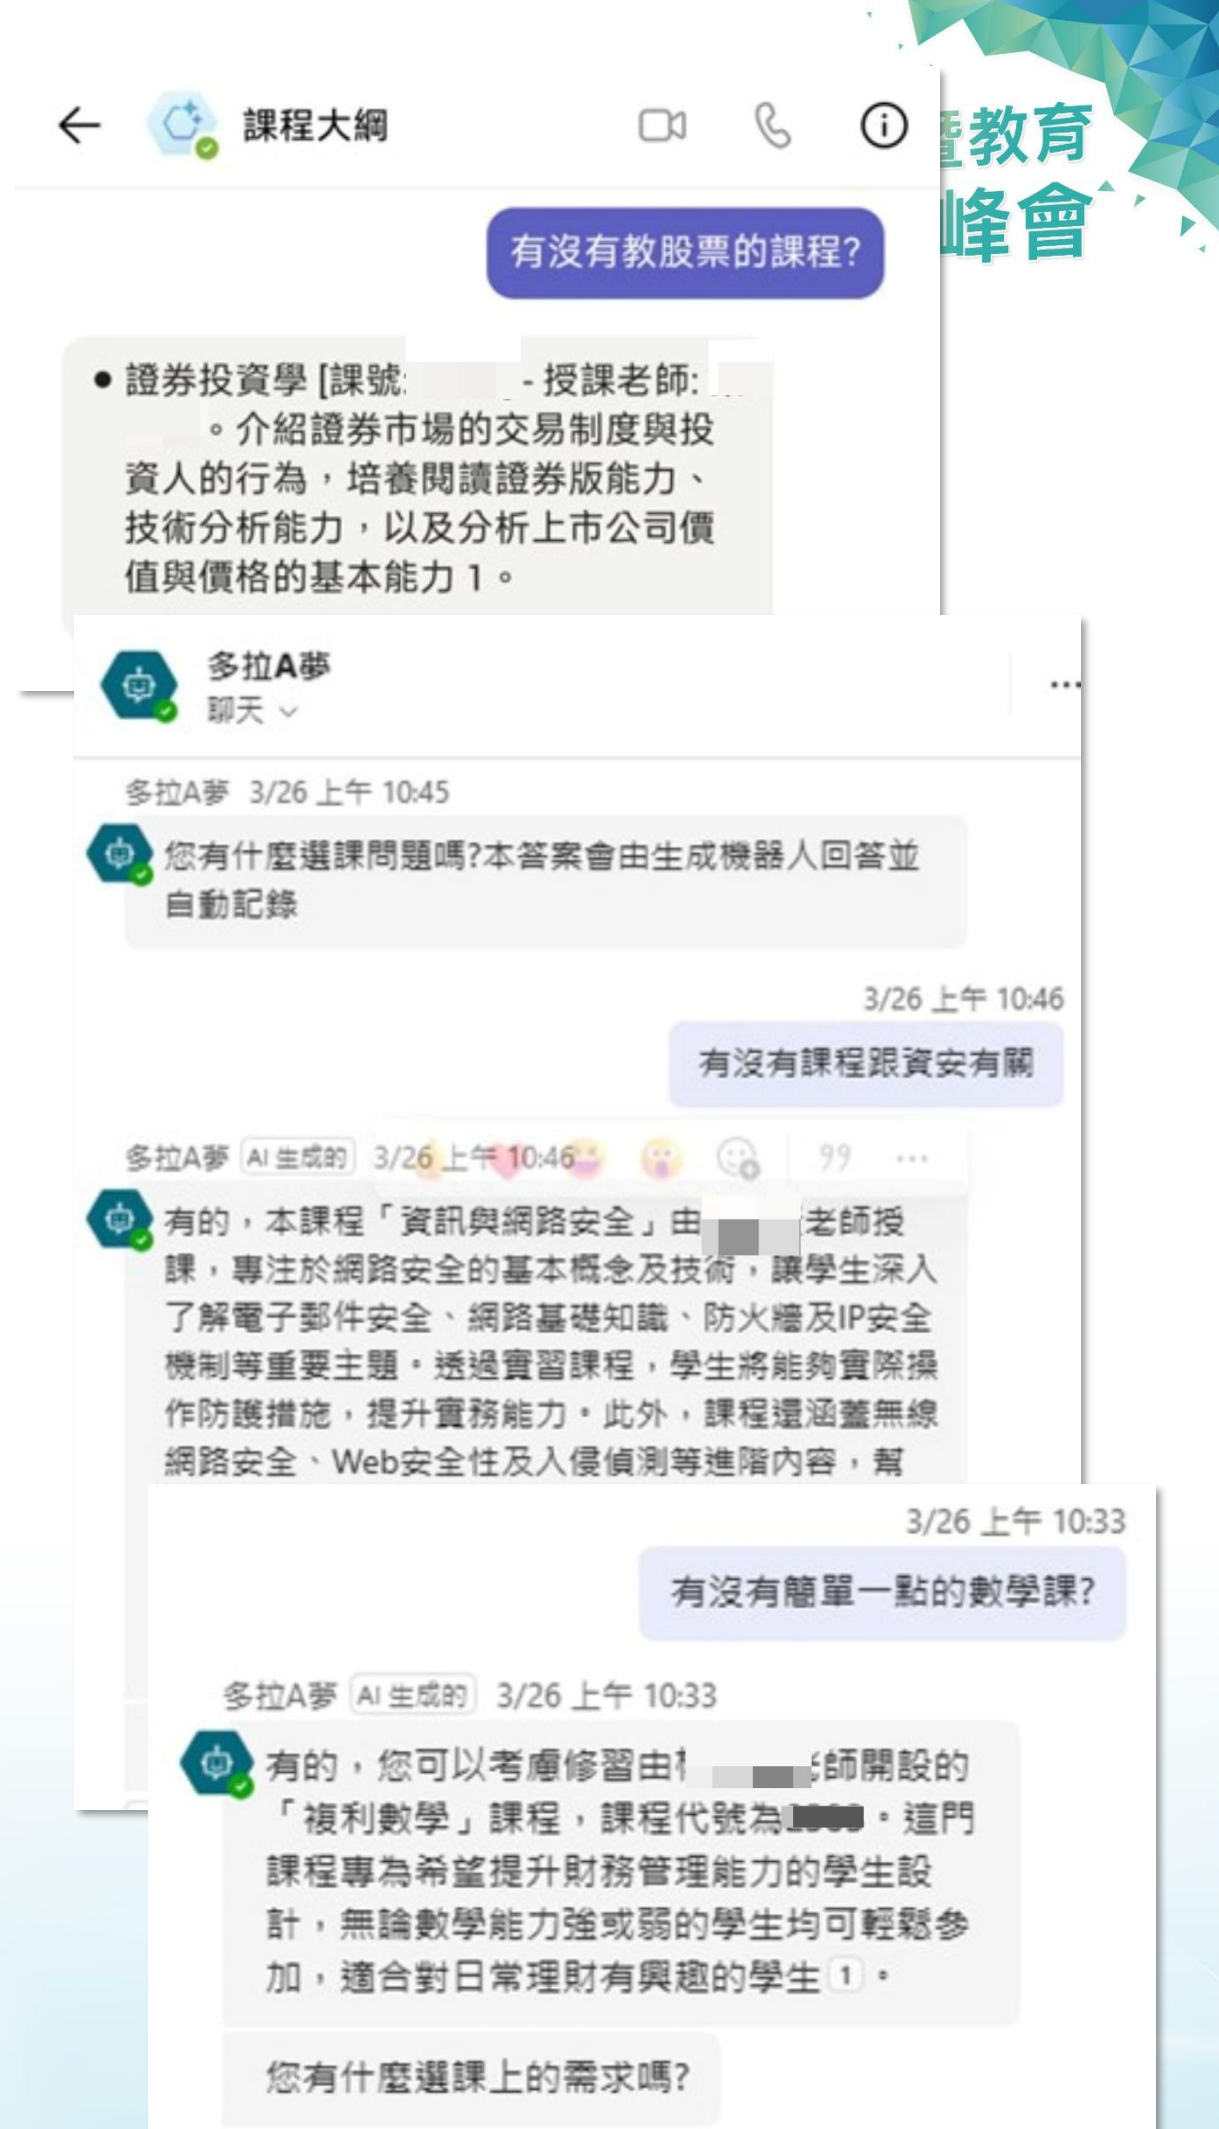 課程大綱
教育
峰會
有沒有教股票的課程?
• 證券投資學 [課號: - 授課老師:
。介紹證券市場的交易制度與投
資人的行為，培養閱讀證券版能力、
技術分析能力，以及分析上市公司價
值與價格的基本能力 1。
多拉A夢
聊天
多拉A夢 3/26 上午 10:45
您有什麼選課問題嗎?本答案會由生成機器人回答並
自動記錄
3/26 上午 10:46
有沒有課程跟資安有關
多拉A夢 AI 生成的 3/26 上午 10:46
有的，本課程「資訊與網路安全」由 老師授
課，專注於網路安全的基本概念及技術，讓學生深入
了解電子郵件安全、網路基礎知識、防火牆及IP安全
機制等重要主題。透過實習課程，學生將能夠實際操
作防護措施，提升實務能力。此外，課程還涵蓋無線
網路安全、Web安全性及入侵偵測等進階內容，幫
3/26 上午 10:33
有沒有簡單一點的數學課?
多拉A夢 AI 生成的 3/26 上午 10:33
有的，您可以考慮修習由 老師開設的
「複利數學」課程，課程代號為 。這門
課程專為希望提升財務管理能力的學生設
計，無論數學能力強或弱的學生均可輕鬆參
加，適合對日常理財有興趣的學生 1 。
您有什麼選課上的需求嗎?